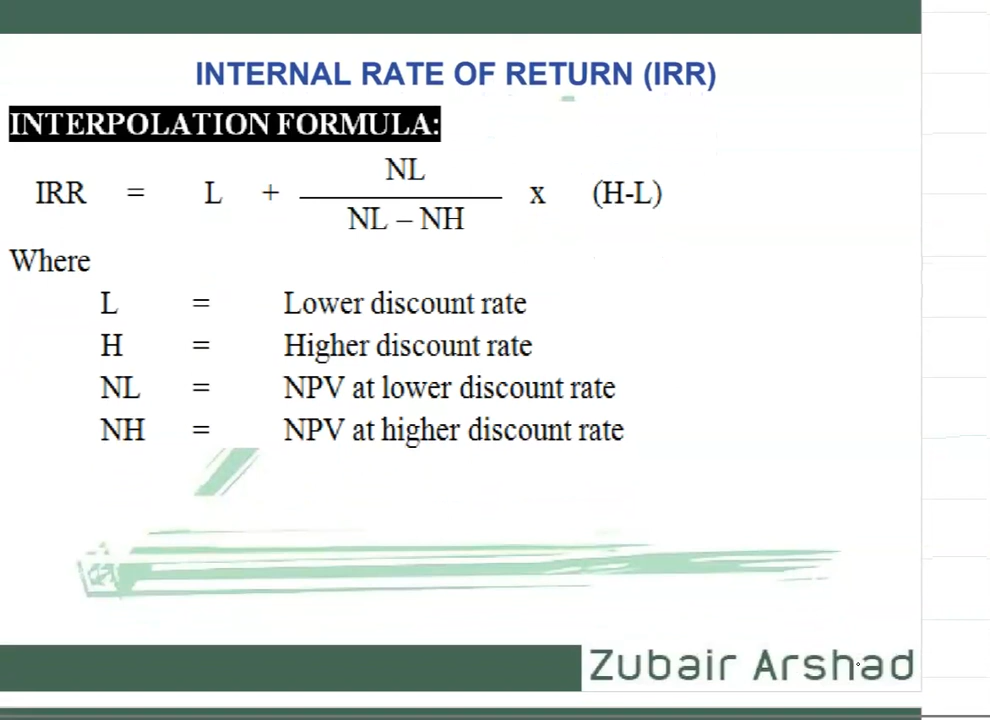 INTERNAL RATE OF RETURN (IRR)
INTERPOLATION FORMULA:
IRR = L + NL / NL – NH x (H-L)
Where
L = Lower discount rate
H = Higher discount rate
NL = NPV at lower discount rate
NH = NPV at higher discount rate
Zubair Arshad